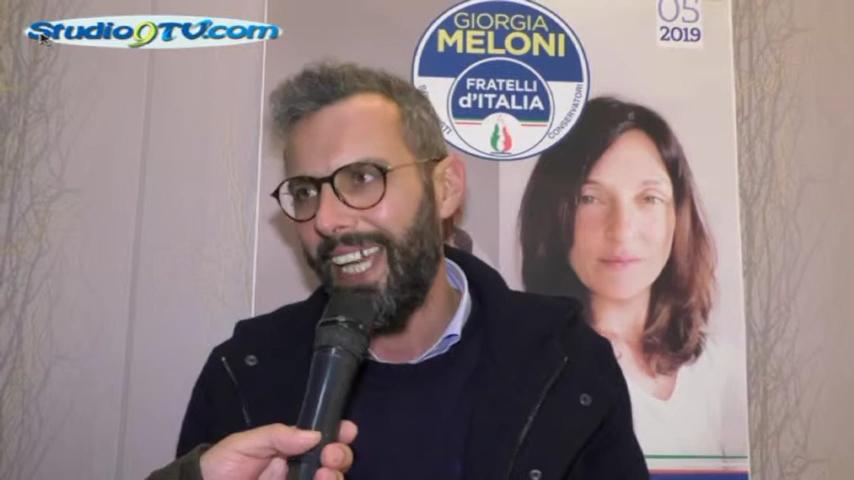 Studio9TV.com
GIORGIA
MELONI
FRATELLI
d'ITALIA
CONSERVATORI
05
2019